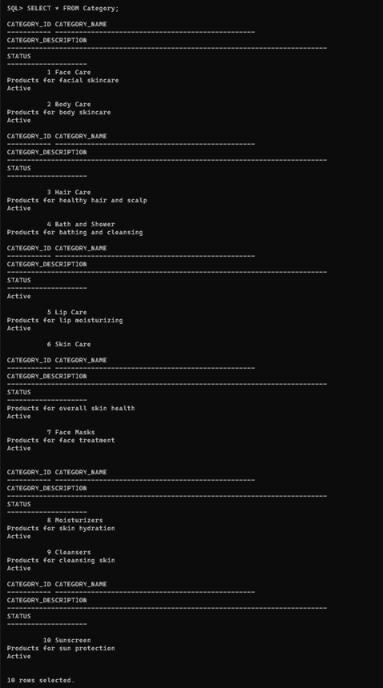 SQL> SELECT * FROM Category;
CATEGORY_ID CATEGORY_NAME
----------- --------------------------------------------------
CATEGORY_DESCRIPTION
--------------------------------------------------------------------------------
STATUS
--------------------
1 Face Care
Products for facial skincare
Active
2 Body Care
Products for body skincare
Active
CATEGORY_ID CATEGORY_NAME
----------- --------------------------------------------------
CATEGORY_DESCRIPTION
--------------------------------------------------------------------------------
STATUS
--------------------
3 Hair Care
Products for healthy hair and scalp
Active
4 Bath and Shower
Products for bathing and cleansing
CATEGORY_ID CATEGORY_NAME
----------- --------------------------------------------------
CATEGORY_DESCRIPTION
--------------------------------------------------------------------------------
STATUS
--------------------
Active
5 Lip Care
Products for lip moisturizing
Active
6 Skin Care
CATEGORY_ID CATEGORY_NAME
----------- --------------------------------------------------
CATEGORY_DESCRIPTION
--------------------------------------------------------------------------------
STATUS
--------------------
Products for overall skin health
Active
7 Face Masks
Products for face treatment
Active
CATEGORY_ID CATEGORY_NAME
----------- --------------------------------------------------
CATEGORY_DESCRIPTION
--------------------------------------------------------------------------------
STATUS
--------------------
8 Moisturizers
Products for skin hydration
Active
9 Cleansers
Products for cleansing skin
Active
CATEGORY_ID CATEGORY_NAME
----------- --------------------------------------------------
CATEGORY_DESCRIPTION
--------------------------------------------------------------------------------
STATUS
--------------------
10 Sunscreen
Products for sun protection
Active
10 rows selected.